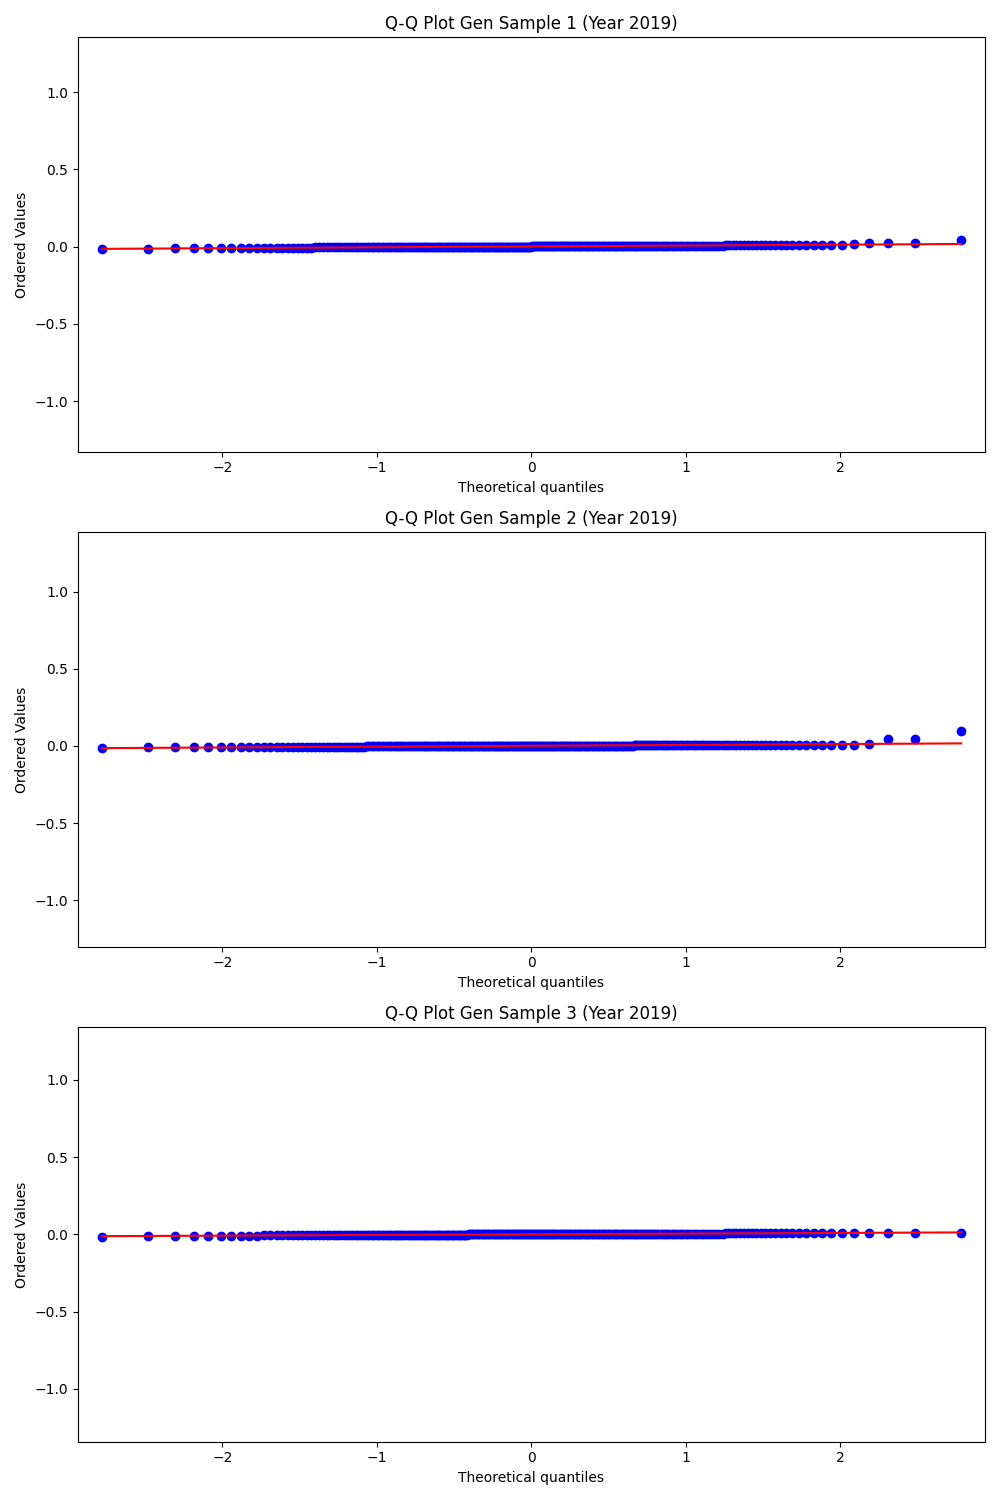 Q-Q Plot Gen Sample 1 (Year 2019)
1.0
0.5
0.0
−0.5
−1.0
Ordered Values
−2 −1 0 1 2
Theoretical quantiles
Q-Q Plot Gen Sample 2 (Year 2019)
1.0
0.5
0.0
−0.5
−1.0
Ordered Values
−2 −1 0 1 2
Theoretical quantiles
Q-Q Plot Gen Sample 3 (Year 2019)
1.0
0.5
0.0
−0.5
−1.0
Ordered Values
−2 −1 0 1 2
Theoretical quantiles